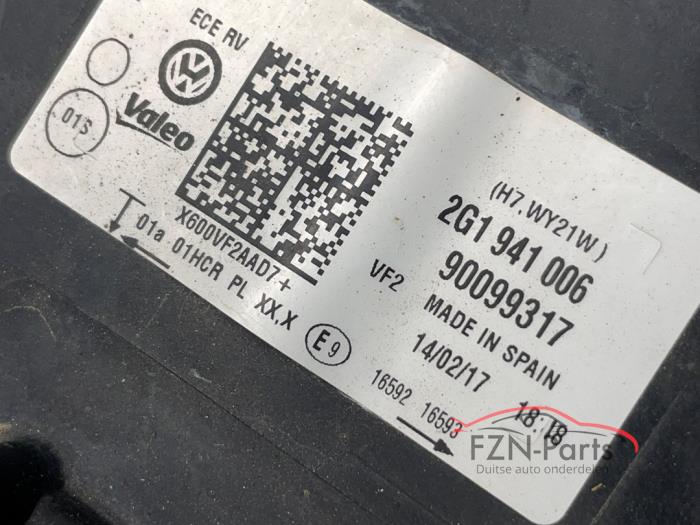 ECE RV
01S
Valeo
X600VF2AAD7+
01a 01HCR PL XX,X
E 9
(H7,WY21W)
2G1 941 006
90099317
VF2
MADE IN SPAIN
14/02/17
18:18
16592 16593
FZN-Parts
Duitse auto onderdelen